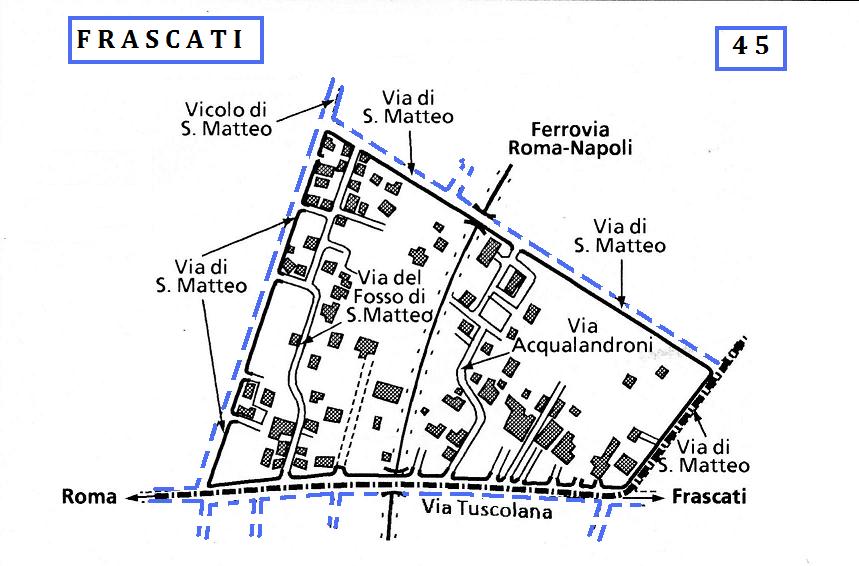 FRASCATI
45
Vicolo di
S. Matteo
Via di
S. Matteo
Ferrovia
Roma-Napoli
Via di
S. Matteo
Via di
S. Matteo
Via del
Fosso di
S.Matteo
Via
Acqualandroni
Via di
S. Matteo
Roma
Frascati
Via Tuscolana